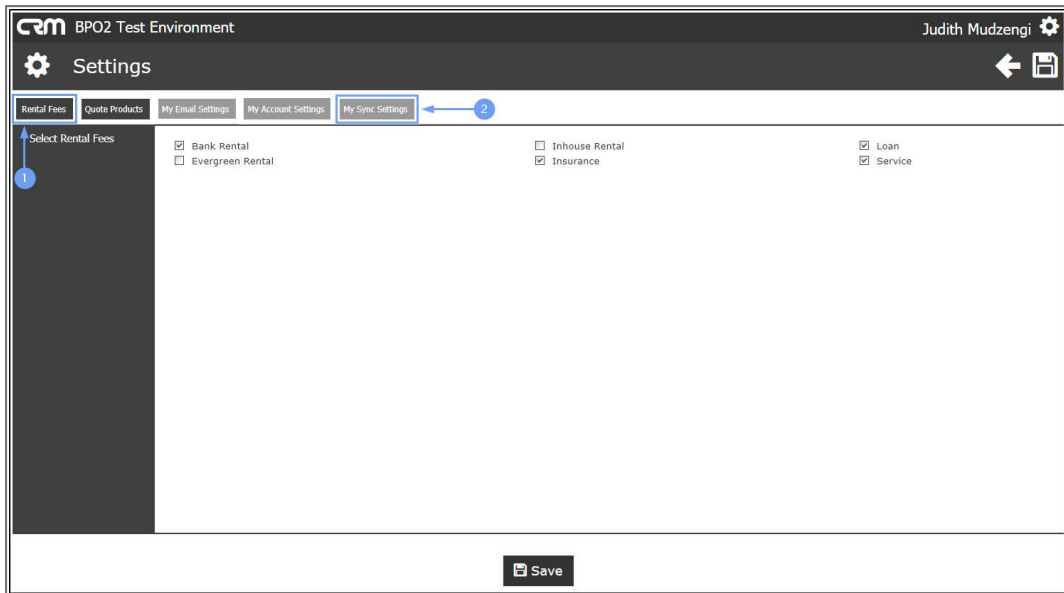 CRM BPO2 Test Environment Judith Mudzengi
Settings
Rental Fees Quote Products My Email Settings My Account Settings My Sync Settings 2
Select Rental Fees Bank Rental Inhouse Rental Loan
Evergreen Rental Insurance Service
1
Save